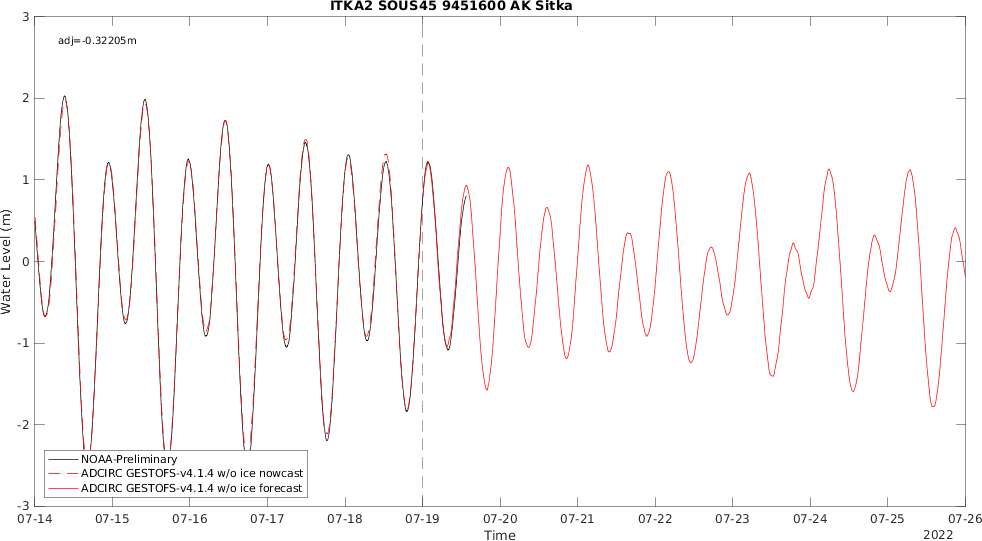 ITKA2 SOUS45 9451600 AK Sitka
adj=-0.32205m
Water Level (m)
3
2
1
0
-1
-2
-3
NOAA-Preliminary
ADCIRC GESTOFS-v4.1.4 w/o ice nowcast
ADCIRC GESTOFS-v4.1.4 w/o ice forecast
07-14 07-15 07-16 07-17 07-18 07-19 07-20 07-21 07-22 07-23 07-24 07-25 07-26
Time
2022